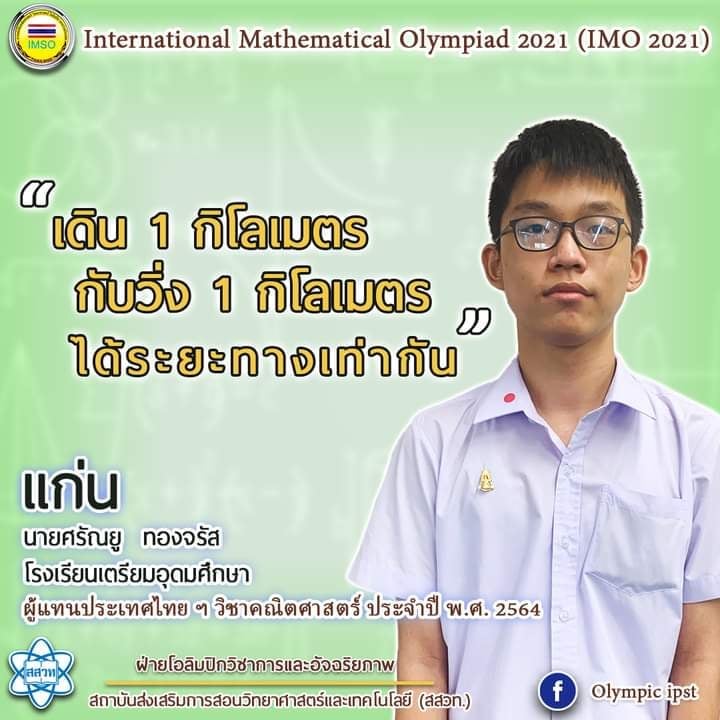 IMSO
International Mathematical Olympiad 2021 (IMO 2021)
“เดิน 1 กิโลเมตร
กับวิ่ง 1 กิโลเมตร
ได้ระยะทางเท่ากัน”
แก่น
นายศรัณยู ทองจรัส
โรงเรียนเตรียมอุดมศึกษา
ผู้แทนประเทศไทย ฯ วิชาคณิตศาสตร์ ประจำปี พ.ศ. 2564
สสวท
ฝ่ายโอลิมปิกวิชาการและอัจฉริยภาพ
สถาบันส่งเสริมการสอนวิทยาศาสตร์และเทคโนโลยี (สสวท.)
f Olympic ipst